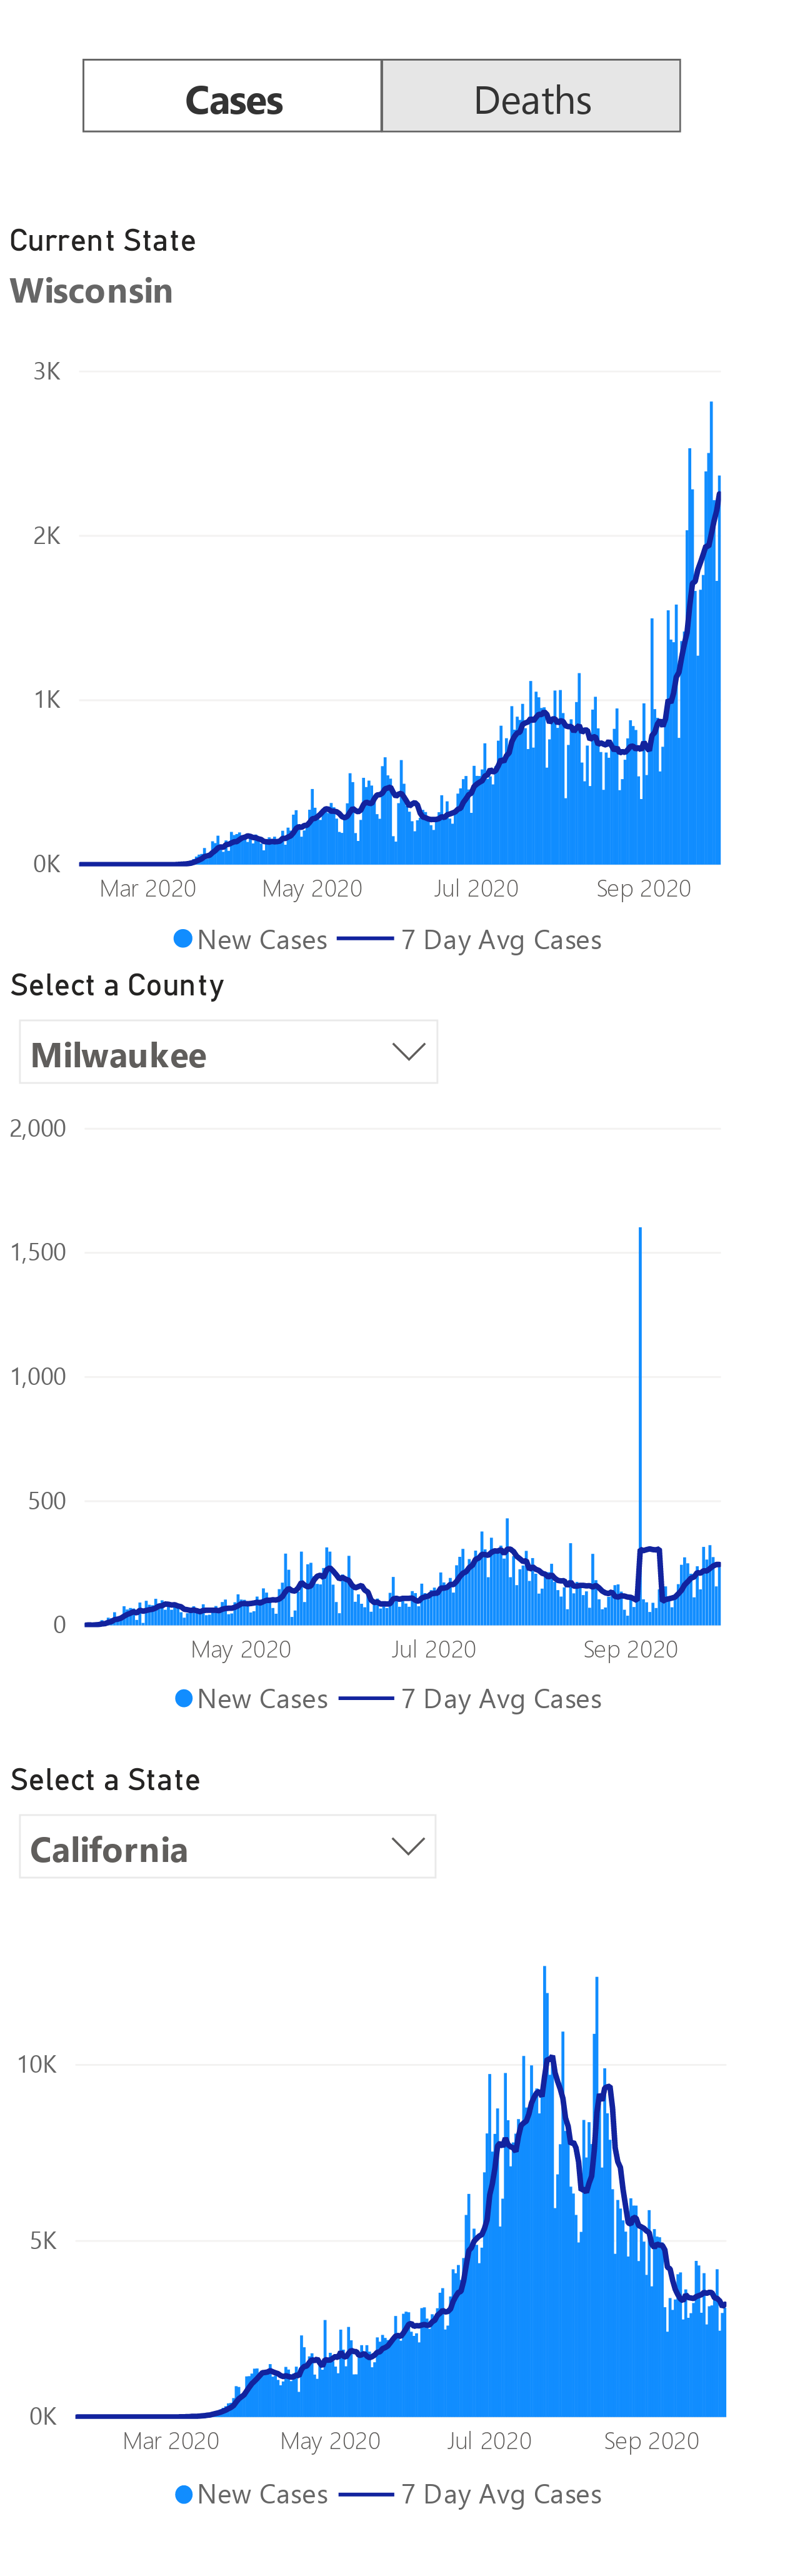 Cases Deaths
Current State
Wisconsin
3K
2K
1K
0K
Mar 2020 May 2020 Jul 2020 Sep 2020
New Cases 7 Day Avg Cases
Select a County
Milwaukee
2,000
1,500
1,000
500
0
May 2020 Jul 2020 Sep 2020
New Cases 7 Day Avg Cases
Select a State
California
10K
5K
0K
Mar 2020 May 2020 Jul 2020 Sep 2020
New Cases 7 Day Avg Cases